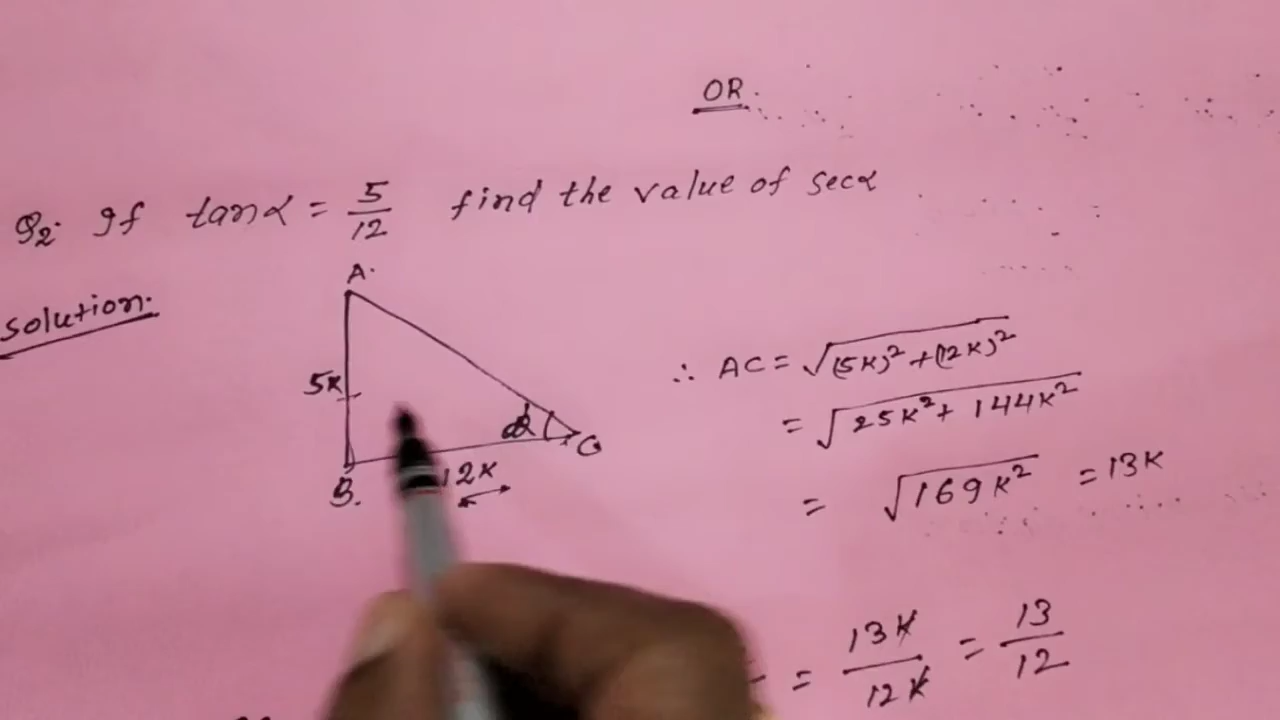 OR.
Q2. If tanα = 5/12 find the value of secα
Solution.
A.
5K
α
C
B.
12K
∴ AC = √(5K)² + (12K)²
= √25K² + 144K²
= √169K² = 13K
= 13K/12K = 13/12